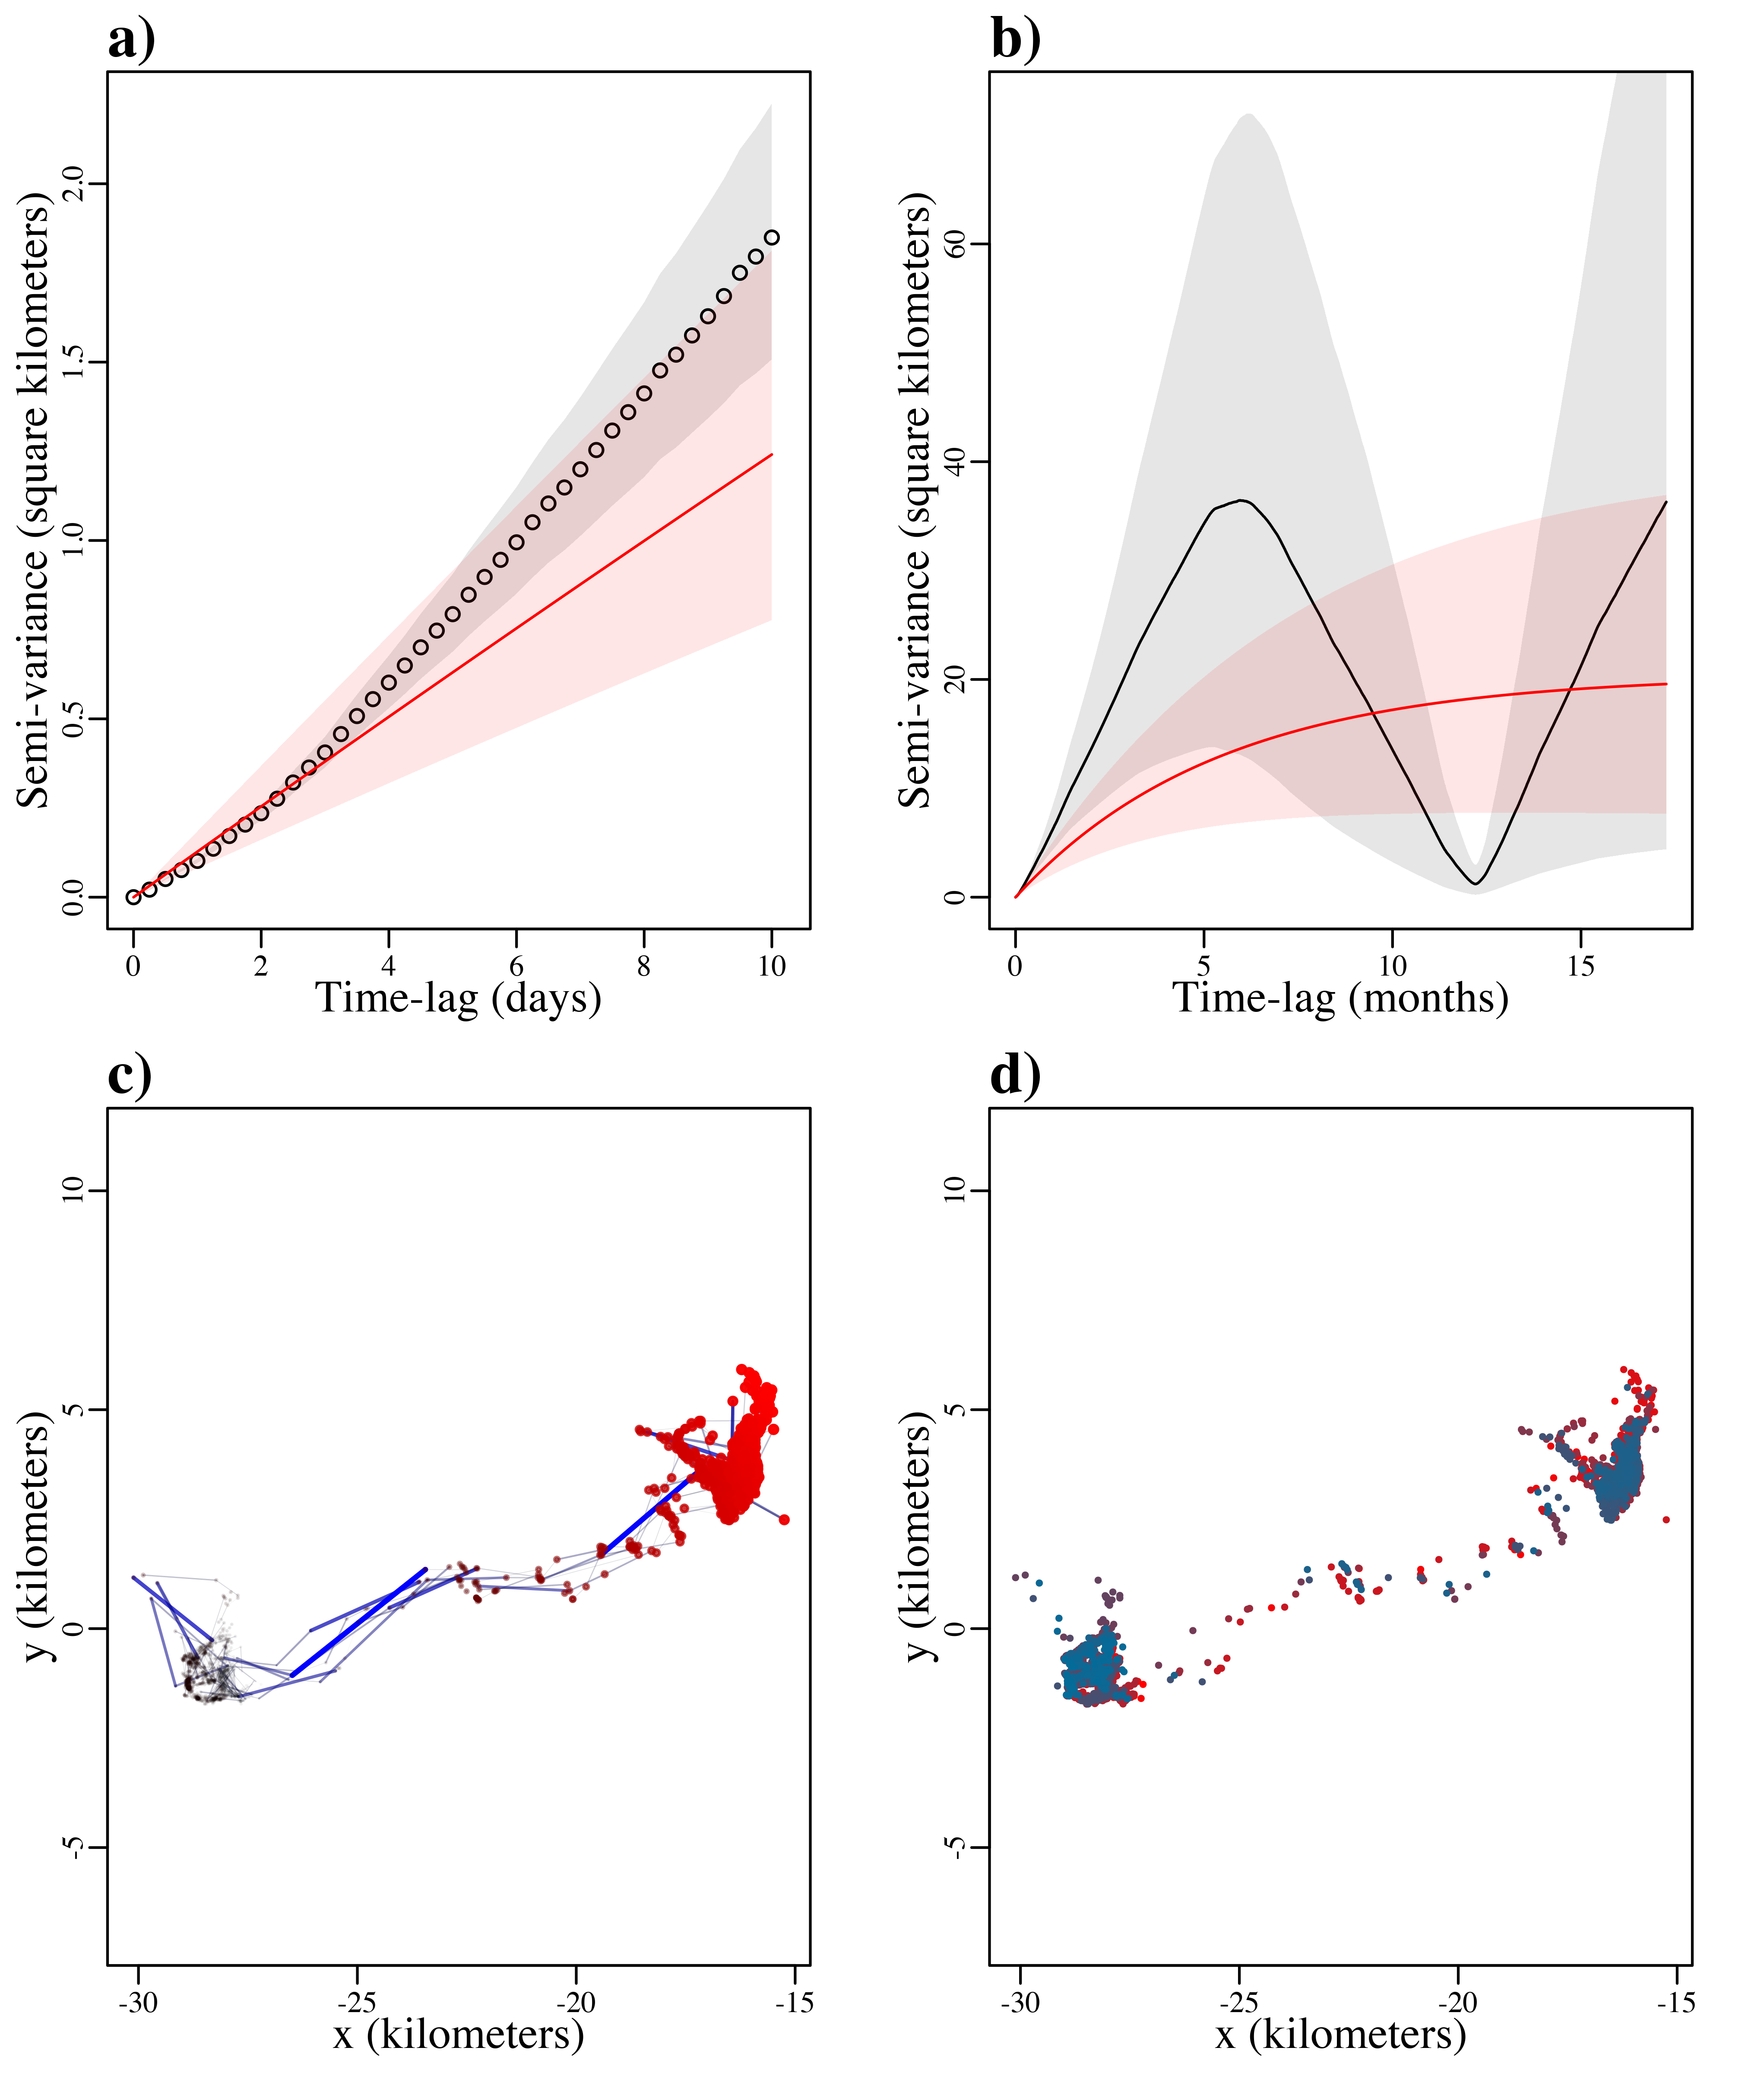 a)
Semi-variance (square kilometers)
2.0
1.5
1.0
0.5
0.0
0 2 4 6 8 10
Time-lag (days)
b)
Semi-variance (square kilometers)
60
40
20
0
0 5 10 15
Time-lag (months)
c)
y (kilometers)
10
5
0
-5
-30 -25 -20 -15
x (kilometers)
d)
y (kilometers)
10
5
0
-5
-30 -25 -20 -15
x (kilometers)